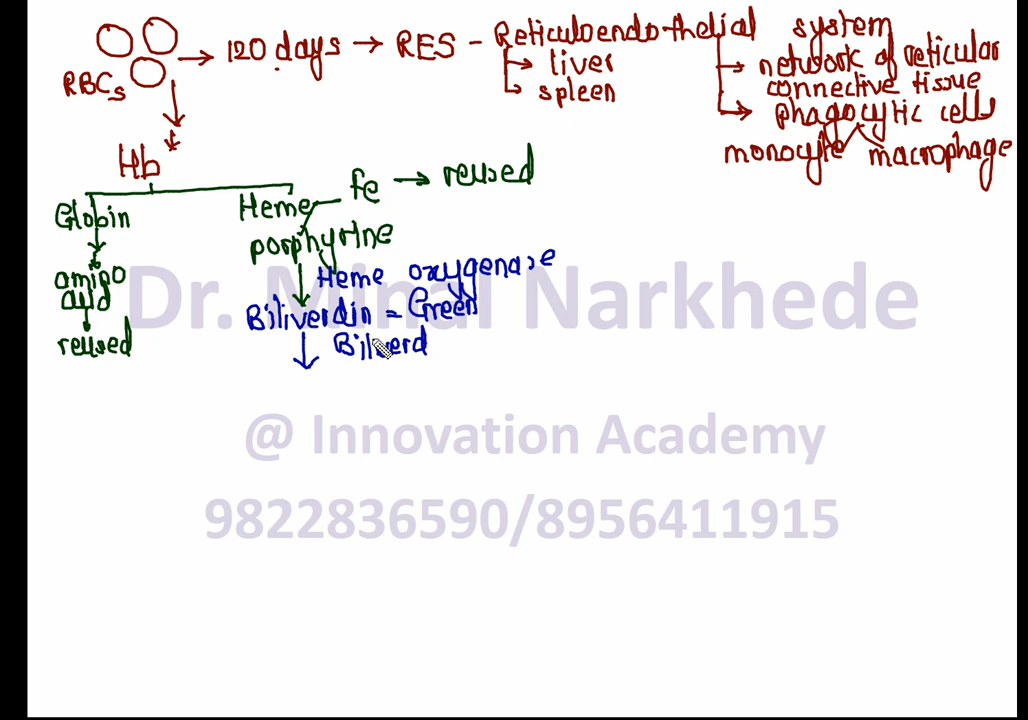 RBCs → 120 days → RES - Reticuloendothelial system
→ liver
→ spleen
→ network of reticular
connective tissue
→ phagocytic cells
monocyte macrophage
Hb
Globin
Heme
Fe → reused
porphyrine
amigo
acid
reused
Heme oxygenase
Biliverdin = Green
Biliverd
Dr. Minal Narkhede
@ Innovation Academy
9822836590/8956411915